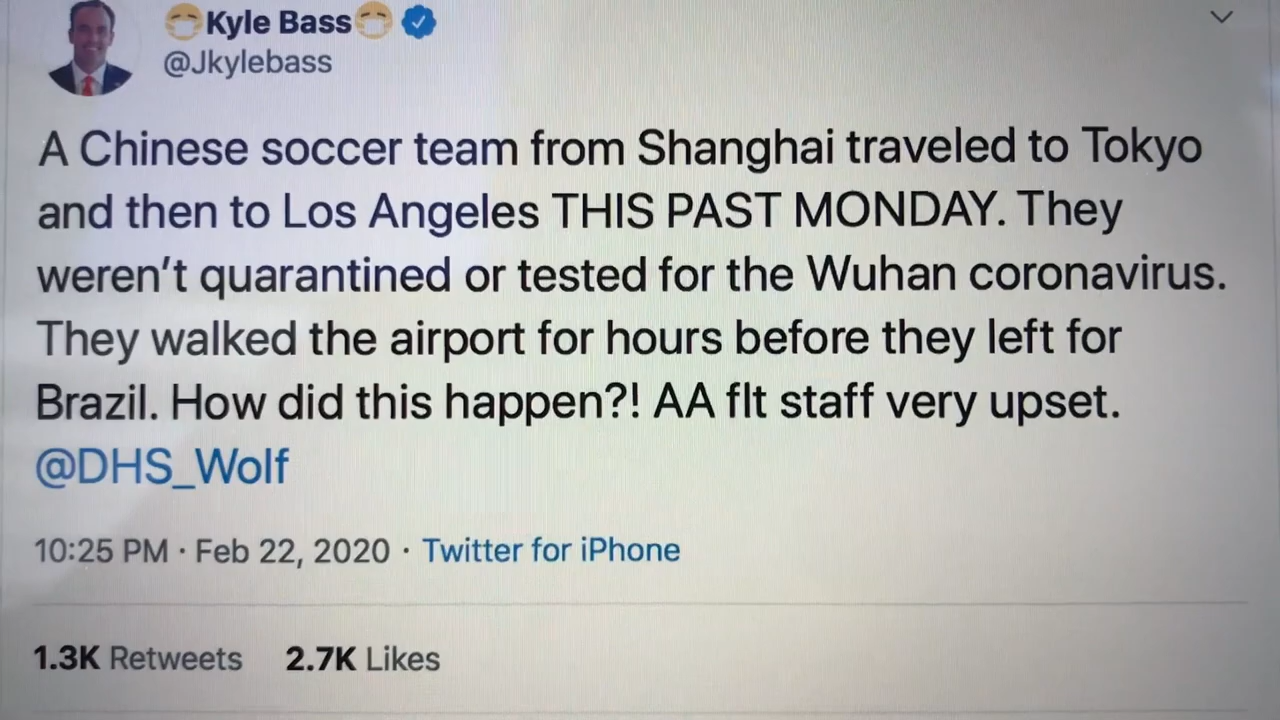 😷Kyle Bass😷
@Jkylebass
A Chinese soccer team from Shanghai traveled to Tokyo
and then to Los Angeles THIS PAST MONDAY. They
weren't quarantined or tested for the Wuhan coronavirus.
They walked the airport for hours before they left for
Brazil. How did this happen?! AA flt staff very upset.
@DHS_Wolf
10:25 PM · Feb 22, 2020 · Twitter for iPhone
1.3K Retweets 2.7K Likes